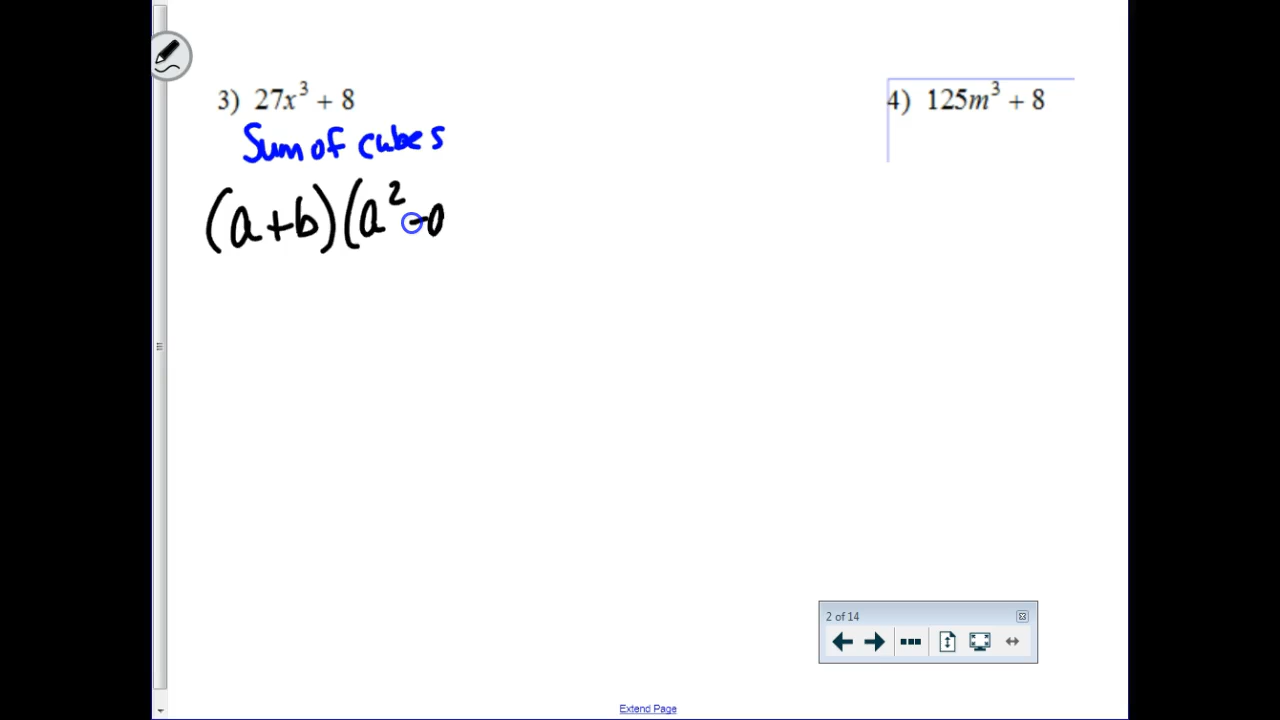 3) 27x³ + 8
4) 125m³ + 8
Sum of cubes
(a+b)(a²-a
2 of 14
Extend Page